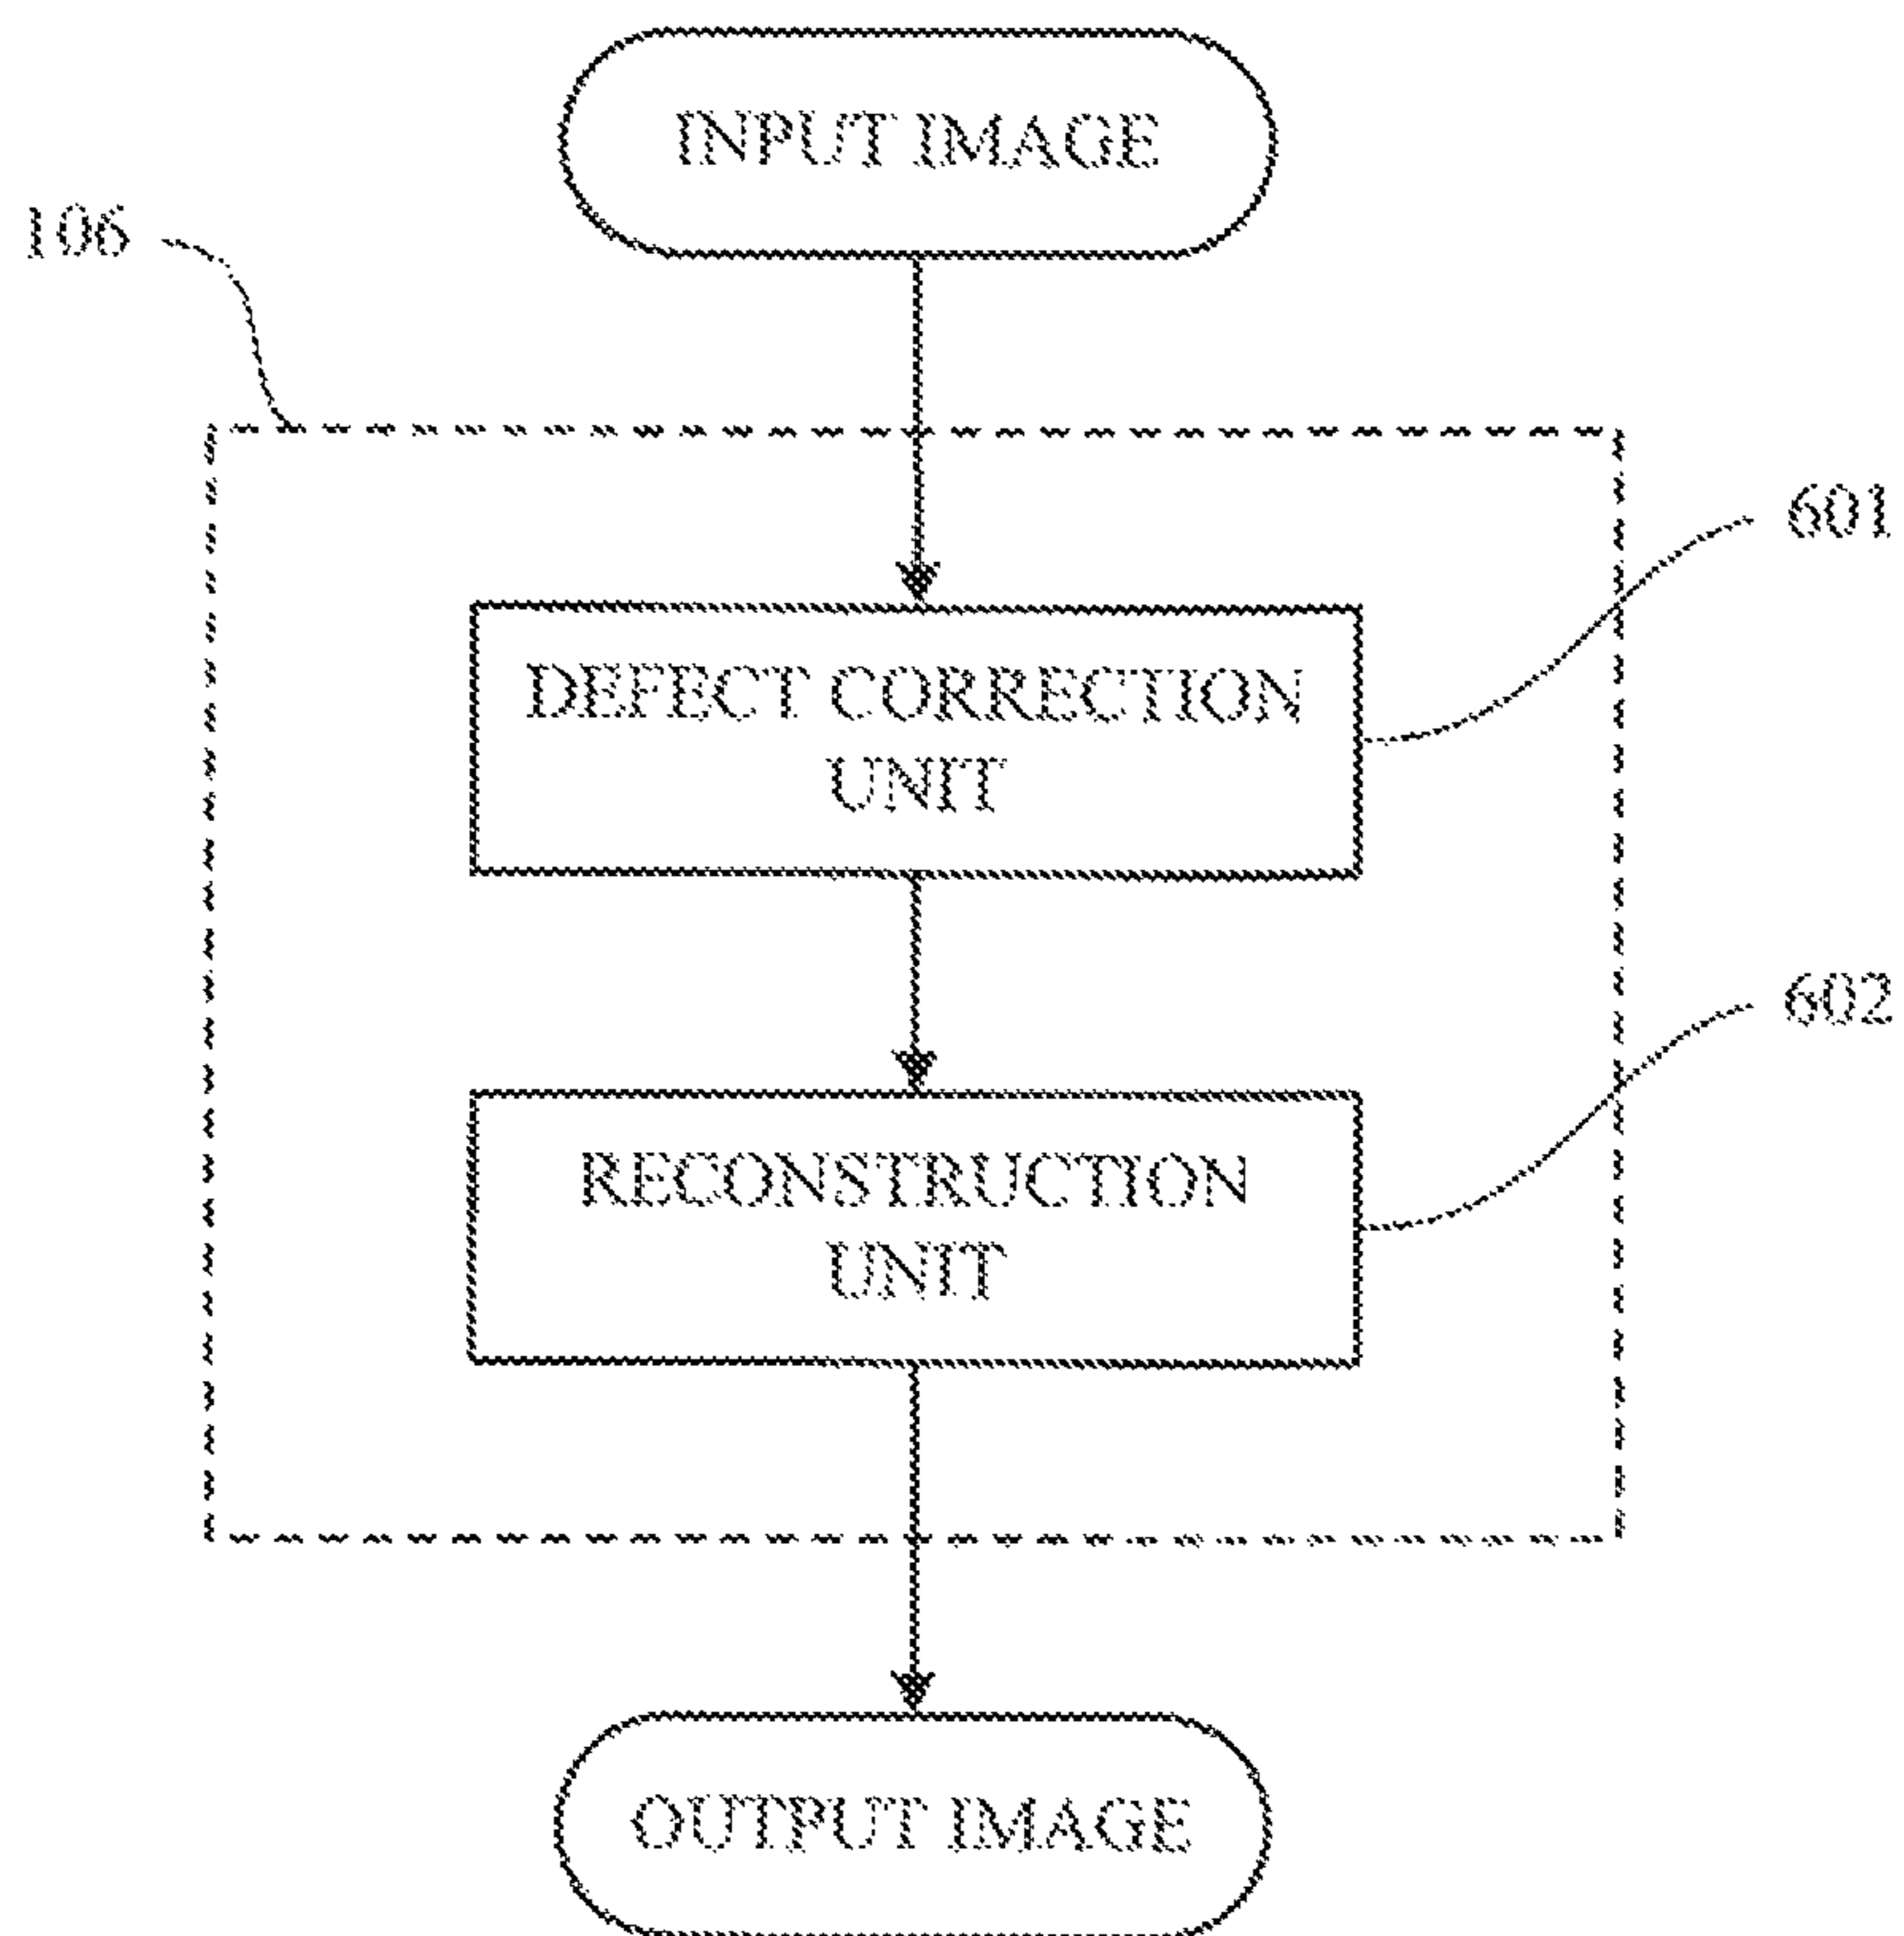 INPUT IMAGE
106
601
DEFECT CORRECTION
UNIT
602
RECONSTRUCTION
UNIT
OUTPUT IMAGE